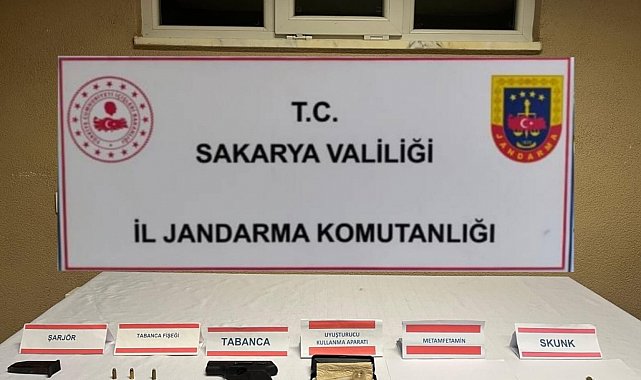 T.C.
SAKARYA VALİLİĞİ
İL JANDARMA KOMUTANLIĞI
JANDARMA
ŞARJÖR
TABANCA FİŞEĞİ
TABANCA
UYUŞTURUCU
KULLANMA APARATI
METAMFETAMİN
SKUNK